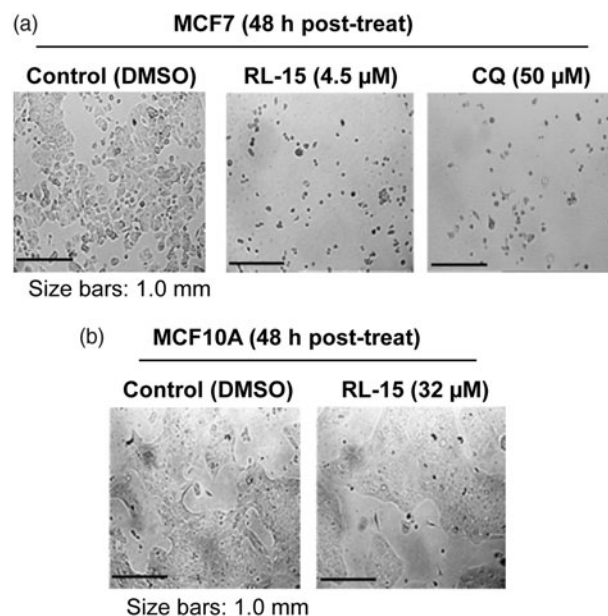 (a)
MCF7 (48 h post-treat)
Control (DMSO) RL-15 (4.5 µM) CQ (50 µM)
Size bars: 1.0 mm
(b)
MCF10A (48 h post-treat)
Control (DMSO) RL-15 (32 µM)
Size bars: 1.0 mm